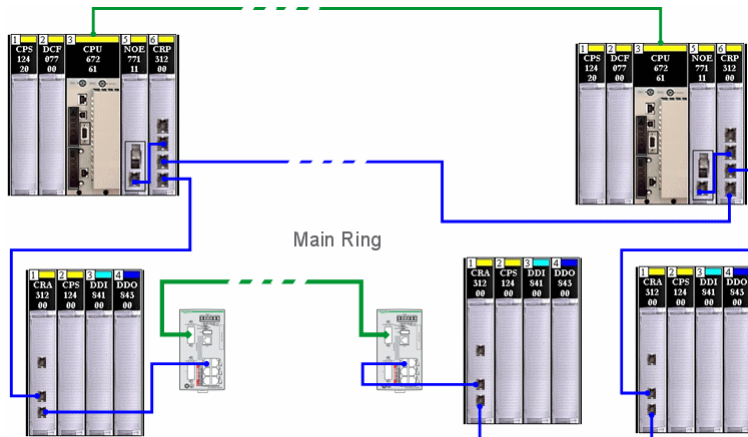 1 2 3 5 6
CPS DCF CPU NOE CRP
124 077 672 771 312
20 00 61 11 00
1 2 3 5 6
CPS DCF CPU NOE CRP
124 077 672 771 312
20 00 61 11 00
Main Ring
1 2 3 4
CRA CPS DDI DDO
312 124 841 843
00 00 00 00
1 2 3 4
CRA CPS DDI DDO
312 124 841 843
00 00 00 00
1 2 3 4
CRA CPS DDI DDO
312 124 841 843
00 00 00 00